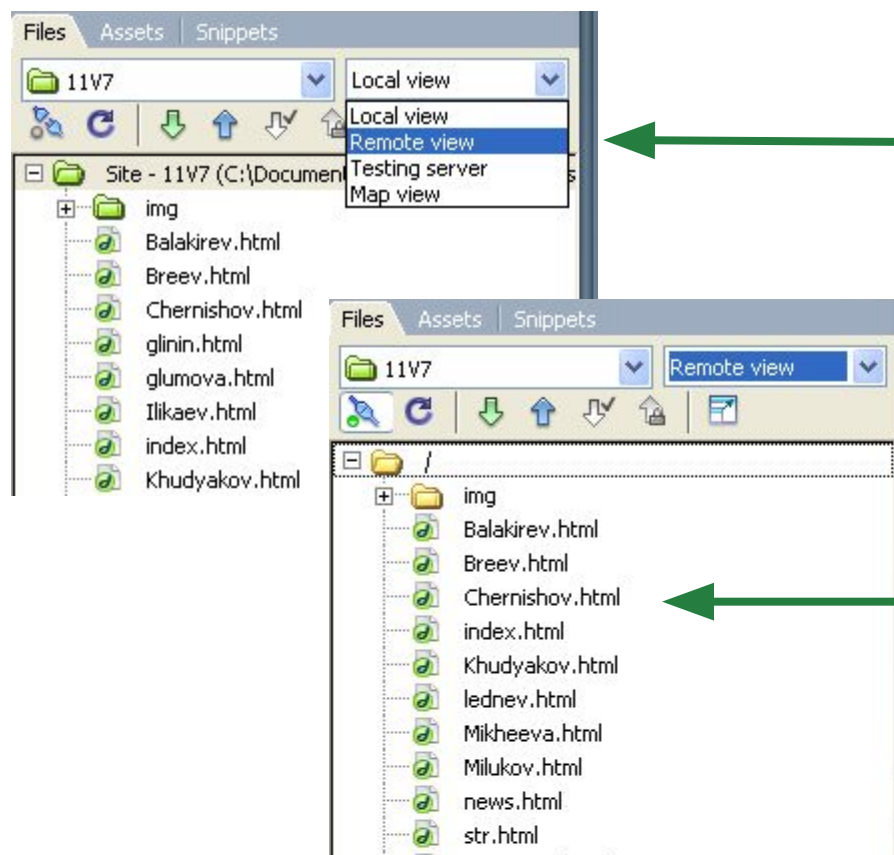 Files Assets Snippets
11V7 Local view
Local view
Remote view
Testing server
Map view
Site - 11V7 (C:\Documen
img
Balakirev.html
Breev.html
Chernishov.html
glinin.html
glumova.html
Ilikaev.html
index.html
Khudyakov.html
Files Assets Snippets
11V7 Remote view
/
img
Balakirev.html
Breev.html
Chernishov.html
index.html
Khudyakov.html
lednev.html
Mikheeva.html
Milukov.html
news.html
str.html